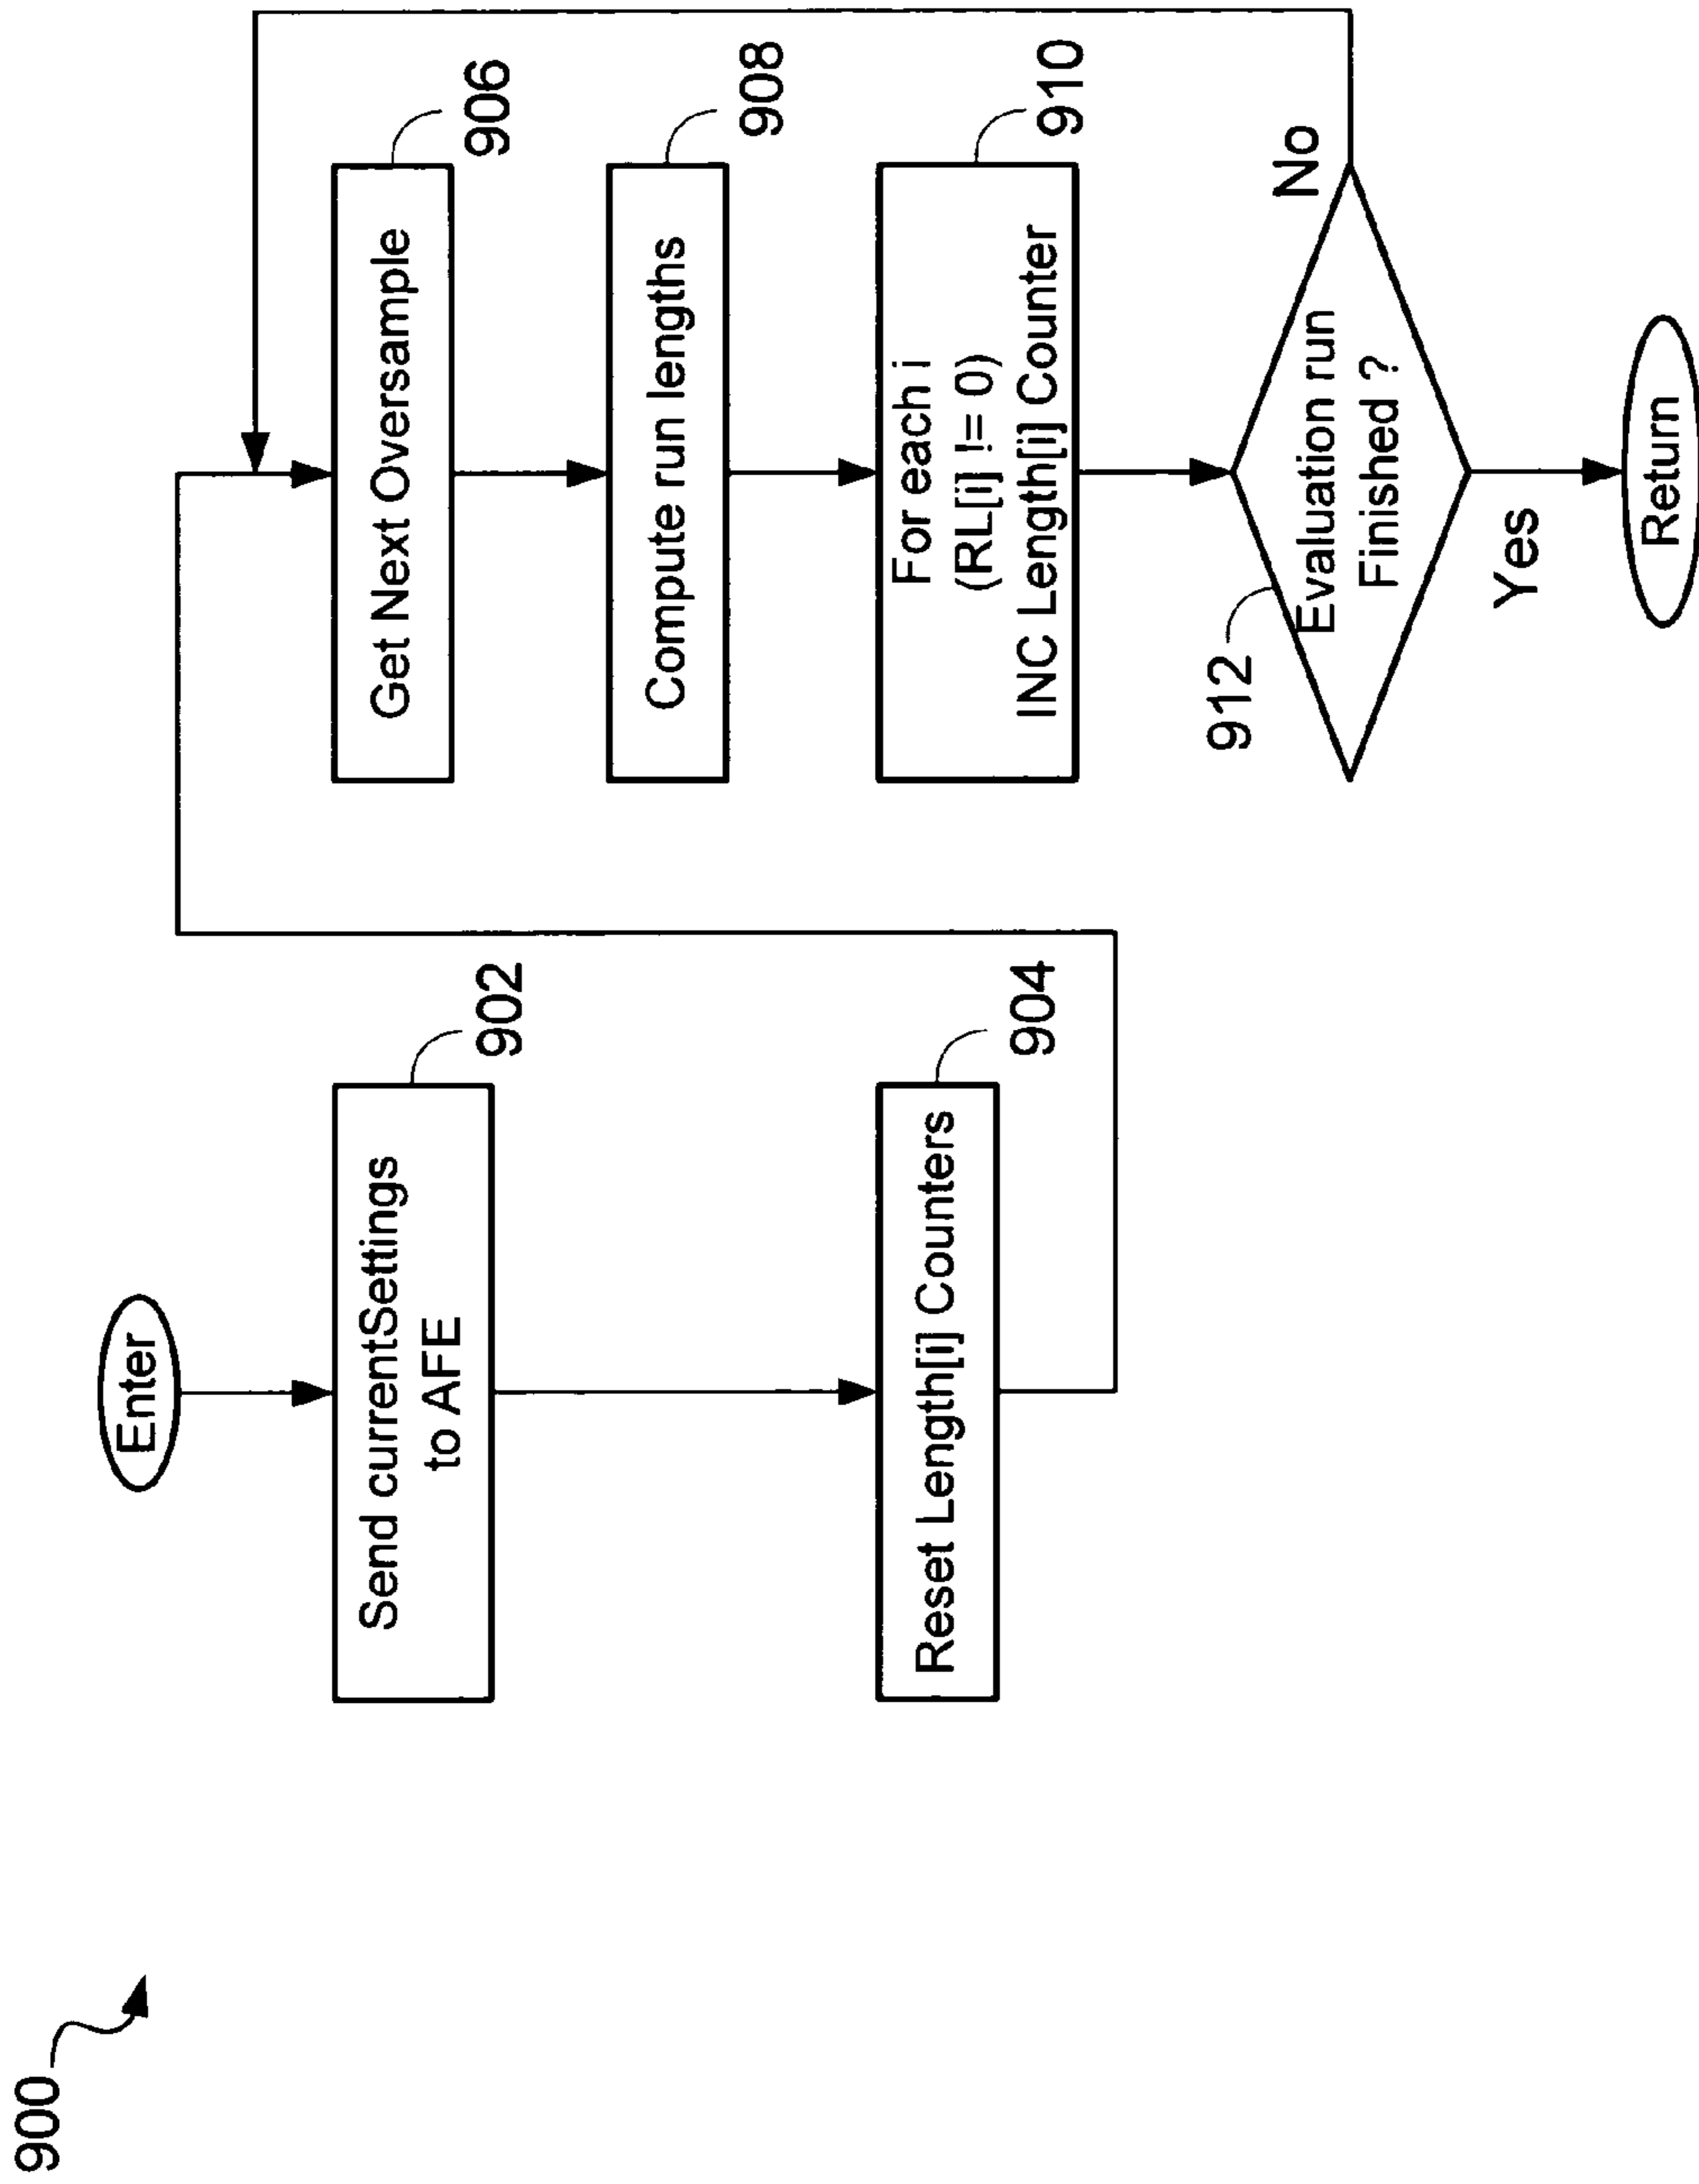 900
Enter
Send currentSettings
to AFE
902
Reset Length[i] Counters
904
Get Next Oversample
906
Compute run lengths
908
For each i
(RL[i] != 0)
INC Length[i] Counter
910
912
Evaluation run
Finished ?
No
Yes
Return